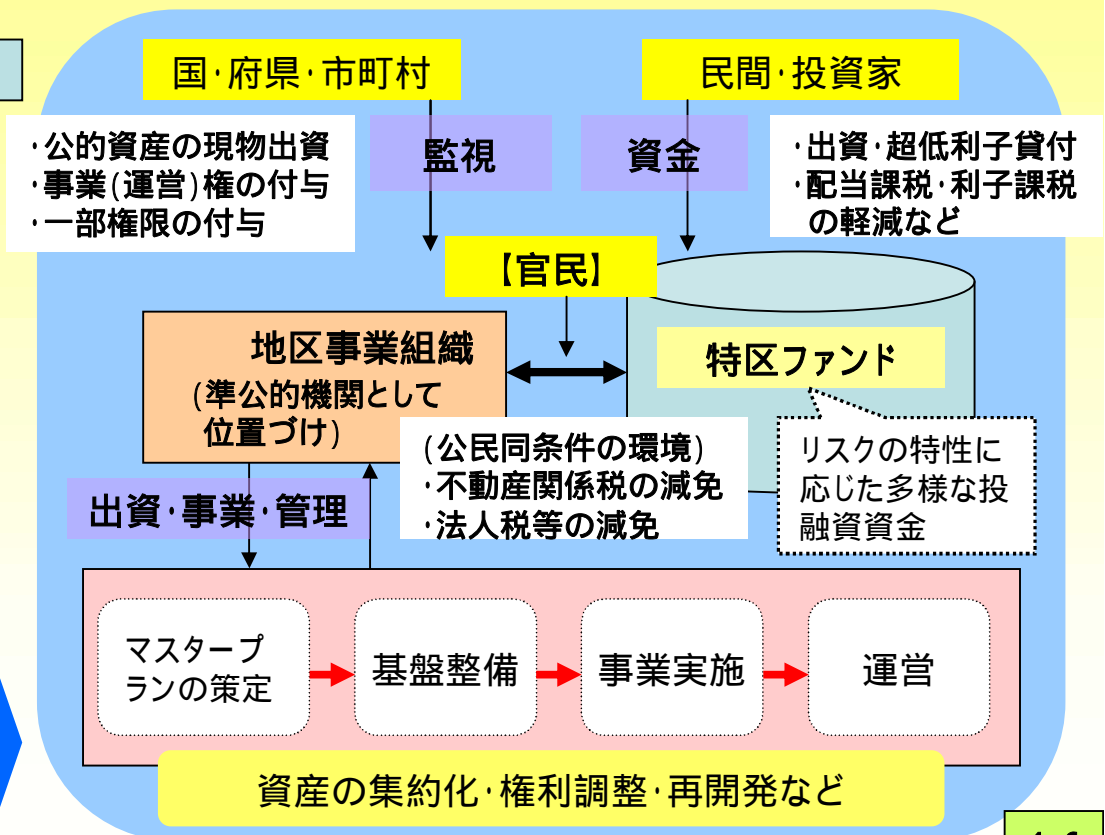 国・府県・市町村
民間・投資家
・公的資産の現物出資
・事業(運営)権の付与
・一部権限の付与
監視
資金
・出資・超低利子貸付
・配当課税・利子課税
の軽減など
【官民】
地区事業組織
(準公的機関として
位置づけ)
特区ファンド
(公民同条件の環境)
・不動産関係税の減免
・法人税等の減免
リスクの特性に
応じた多様な投
融資資金
出資・事業・管理
マスタープ
ランの策定
基盤整備
事業実施
運営
資産の集約化・権利調整・再開発など